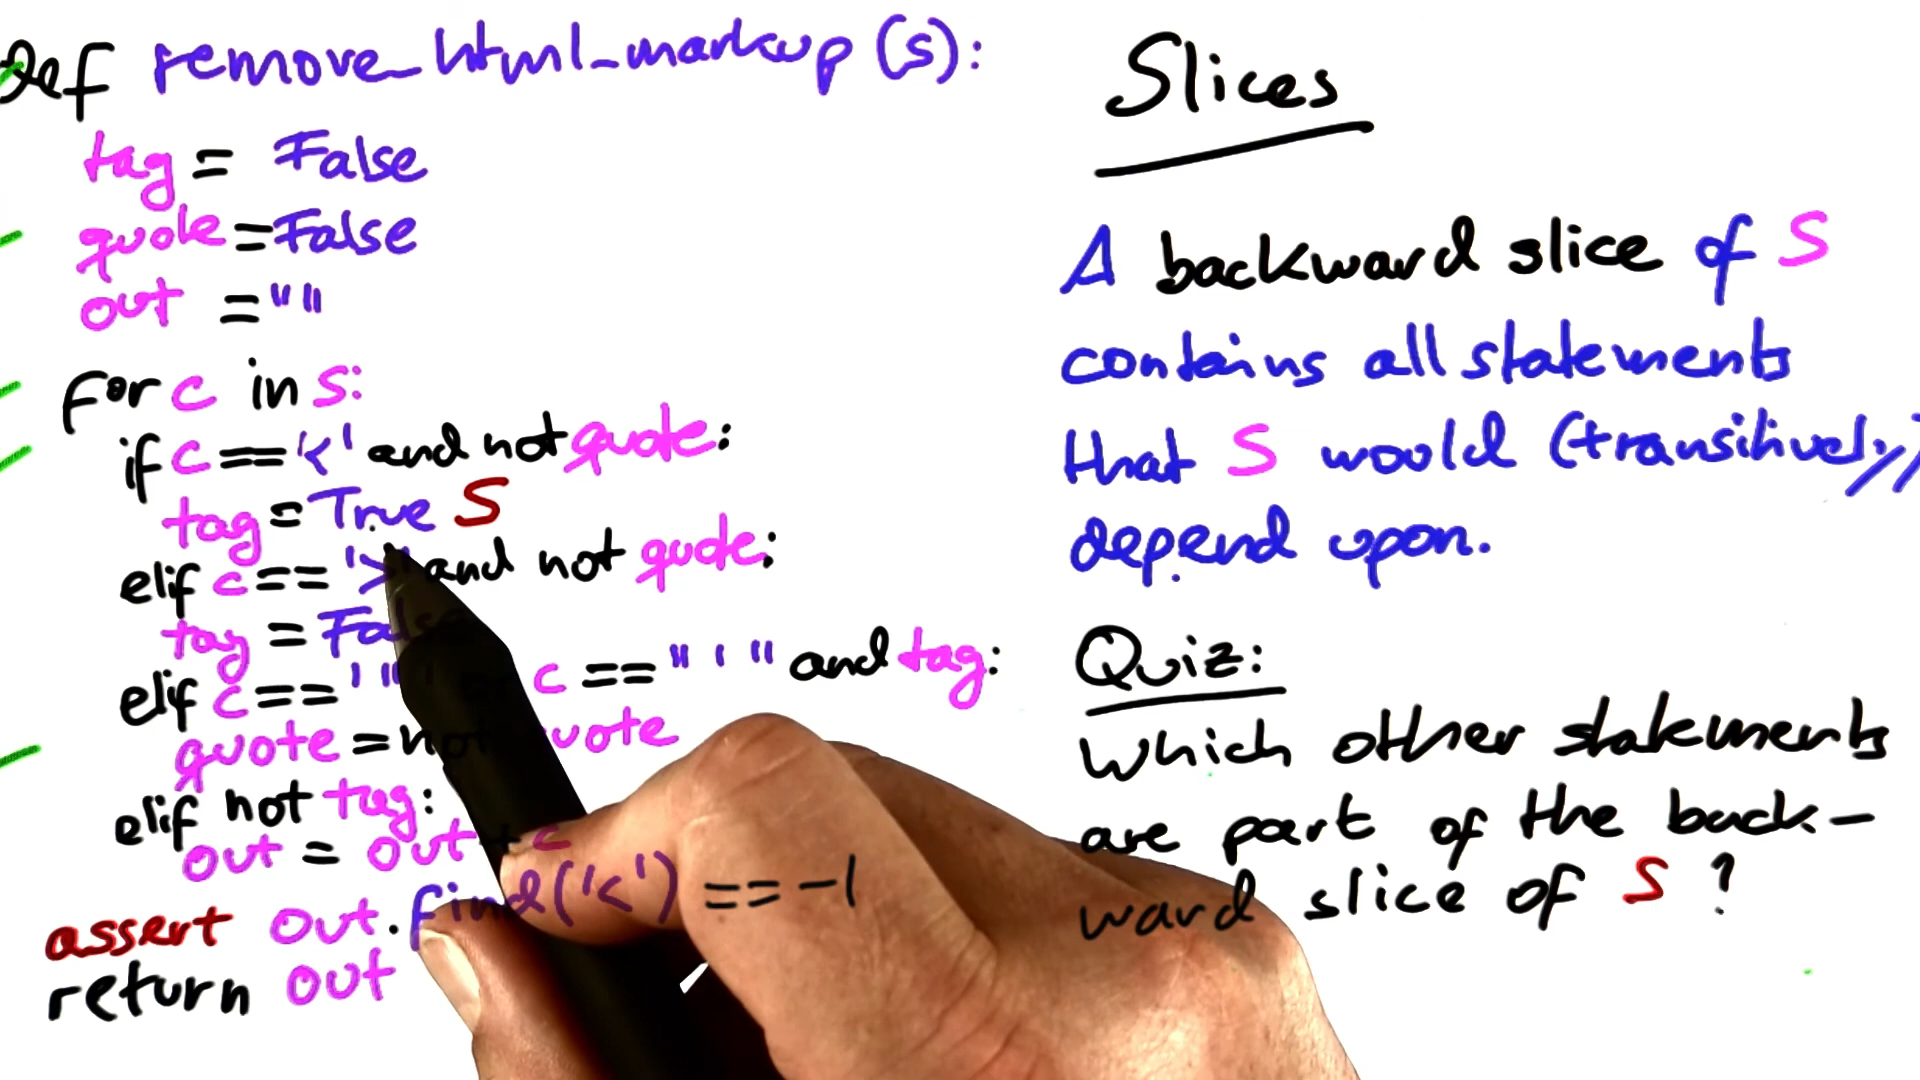 def remove_html_markup (s):
tag = False
quote = False
out = ""
for c in s:
if c == '<' and not quote:
tag = True S
elif c == '>' and not quote:
tag = False
elif c == '"' c == " ' " and tag:
quote = not quote
elif not tag:
out = out + c
assert out.find('<') == -1
return out
Slices
A backward slice of S
contains all statements
that S would (transitively)
depend upon.
Quiz:
Which other statements
are part of the back-
ward slice of S ?